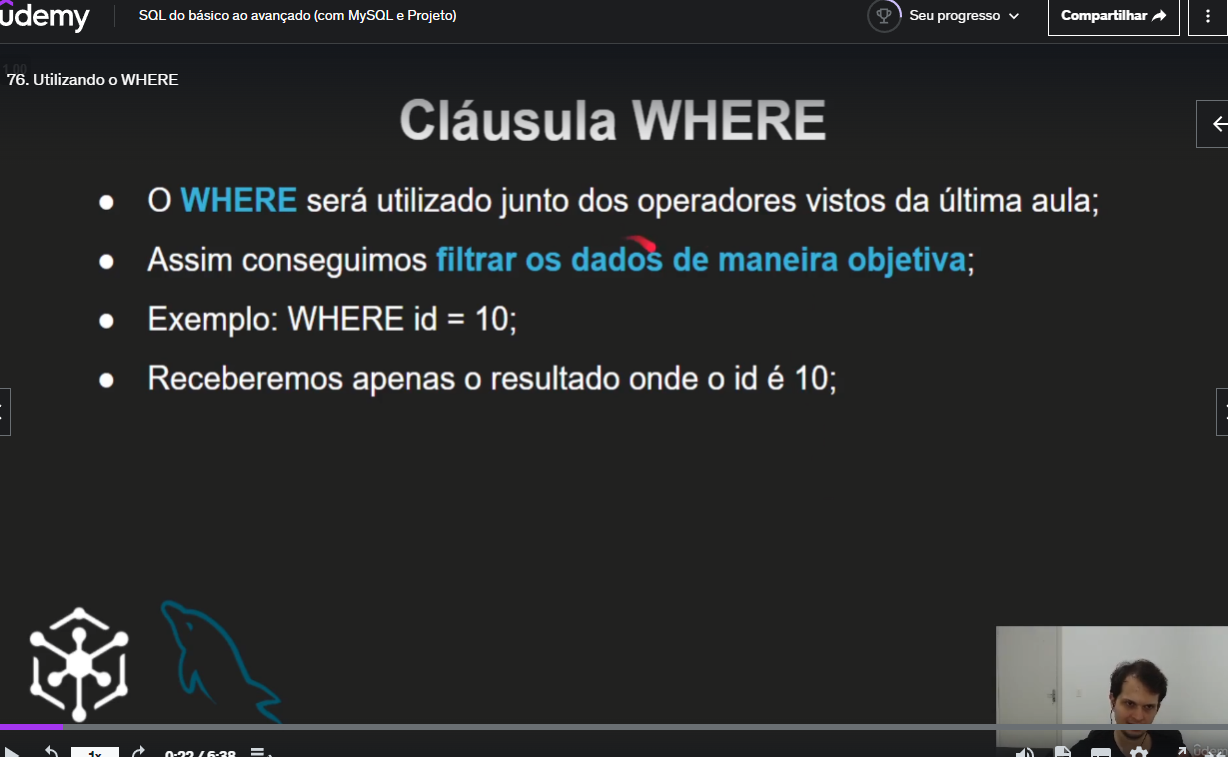 udemy
SQL do básico ao avançado (com MySQL e Projeto)
Seu progresso
Compartilhar
76. Utilizando o WHERE
Cláusula WHERE
O WHERE será utilizado junto dos operadores vistos da última aula;
Assim conseguimos filtrar os dados de maneira objetiva;
Exemplo: WHERE id = 10;
Receberemos apenas o resultado onde o id é 10;
1x
0:22 / 6:38